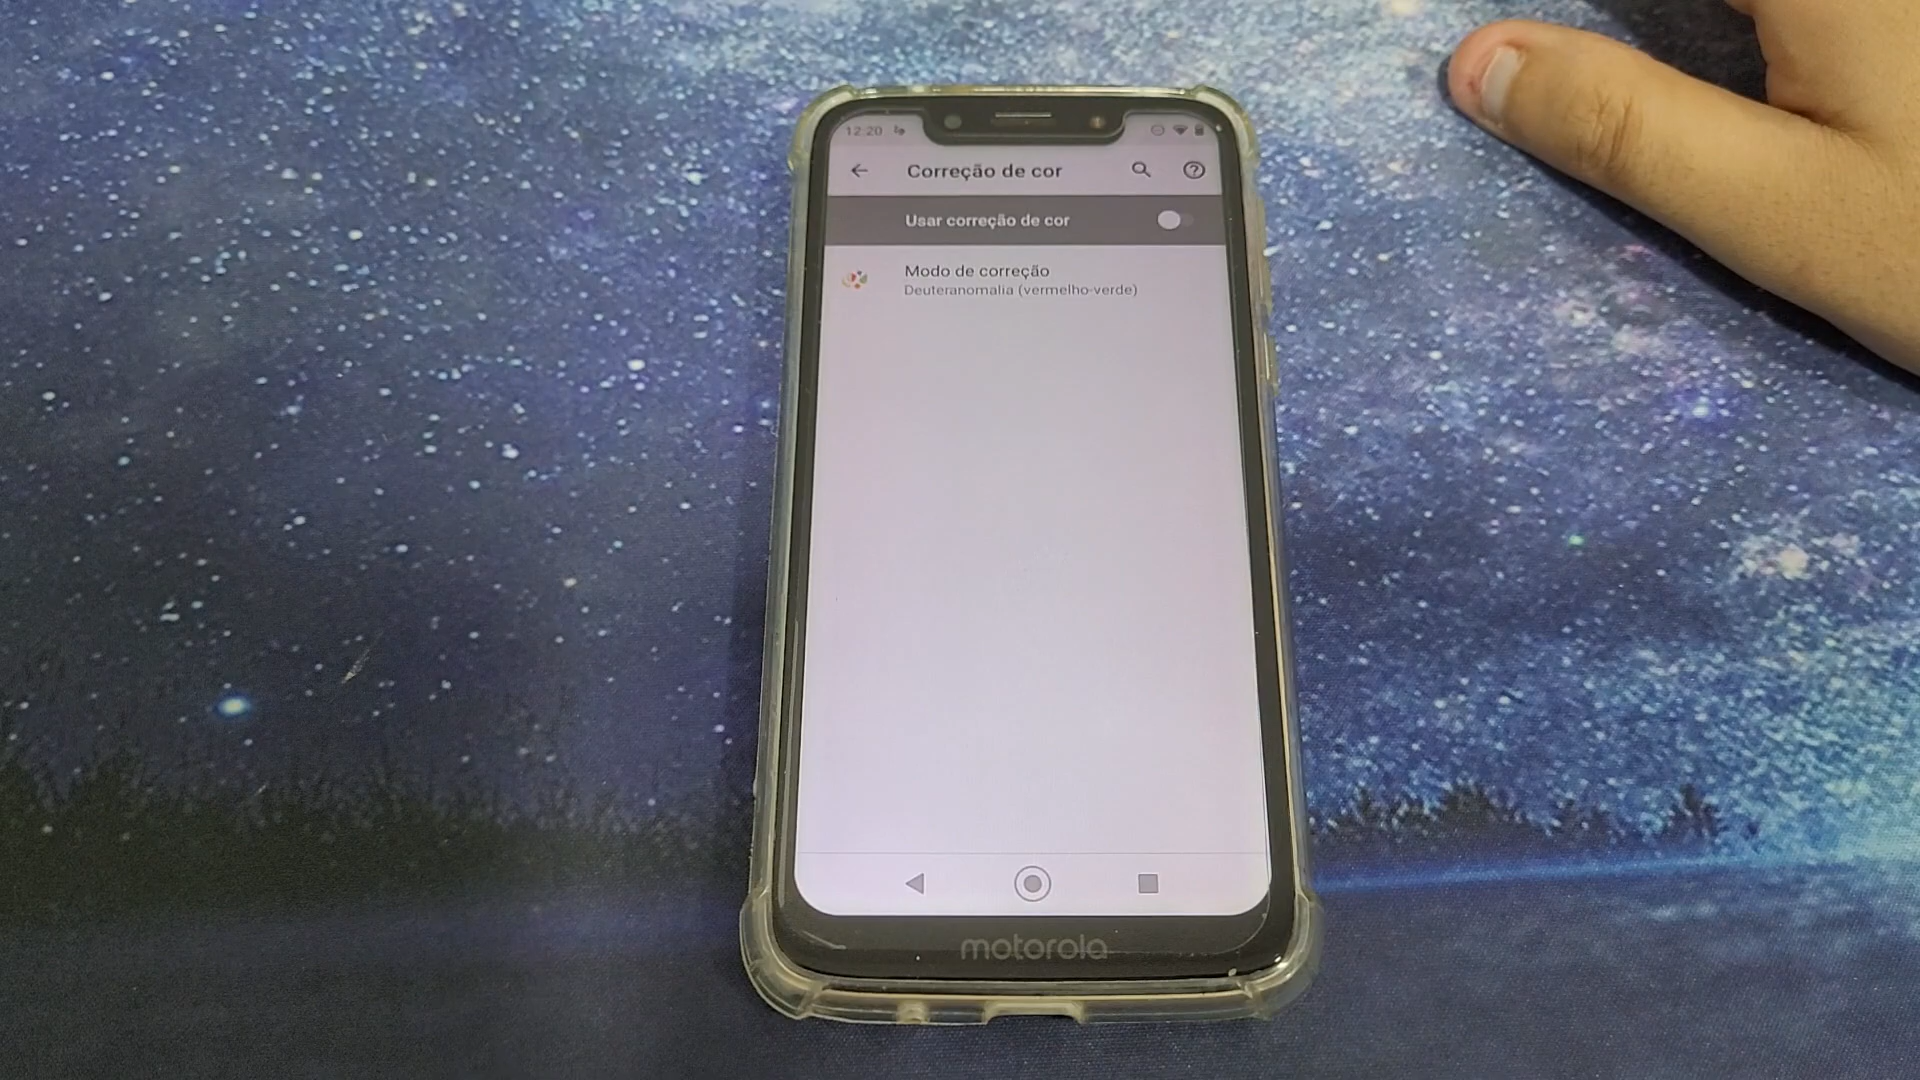 12:20
Correção de cor
Usar correção de cor
Modo de correção
Deuteranomalia (vermelho-verde)
motorola